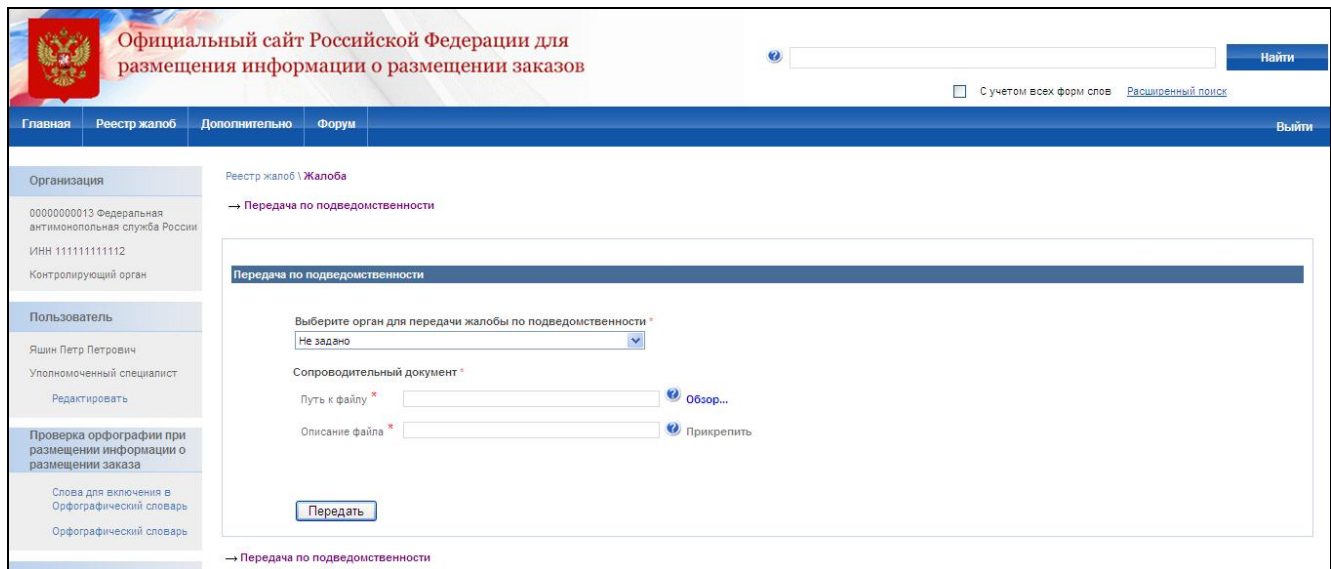 Официальный сайт Российской Федерации для
размещения информации о размещении заказов
Найти
С учетом всех форм слов Расширенный поиск
Главная Реестр жалоб Дополнительно Форум Выйти
Организация
00000000013 Федеральная
антимонопольная служба России
ИНН 111111111112
Контролирующий орган
Пользователь
Яшин Петр Петрович
Уполномоченный специалист
Редактировать
Проверка орфографии при
размещении информации о
размещении заказа
Слова для включения в
Орфографический словарь
Орфографический словарь
Реестр жалоб \ Жалоба
→ Передача по подведомственности
Передача по подведомственности
Выберите орган для передачи жалобы по подведомственности *
Не задано
Сопроводительный документ *
Путь к файлу * Обзор...
Описание файла * Прикрепить
Передать
→ Передача по подведомственности